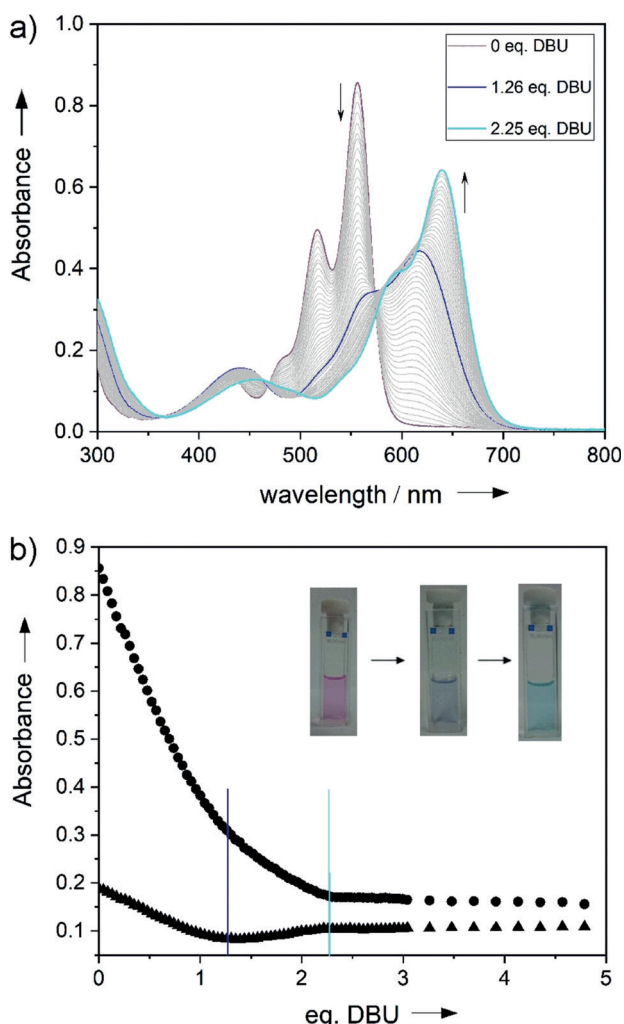 a)
0 eq. DBU
1.26 eq. DBU
2.25 eq. DBU
Absorbance
1.0
0.8
0.6
0.4
0.2
0.0
300 400 500 600 700 800
wavelength / nm
b)
Absorbance
0.9
0.8
0.7
0.6
0.5
0.4
0.3
0.2
0.1
0 1 2 3 4 5
eq. DBU